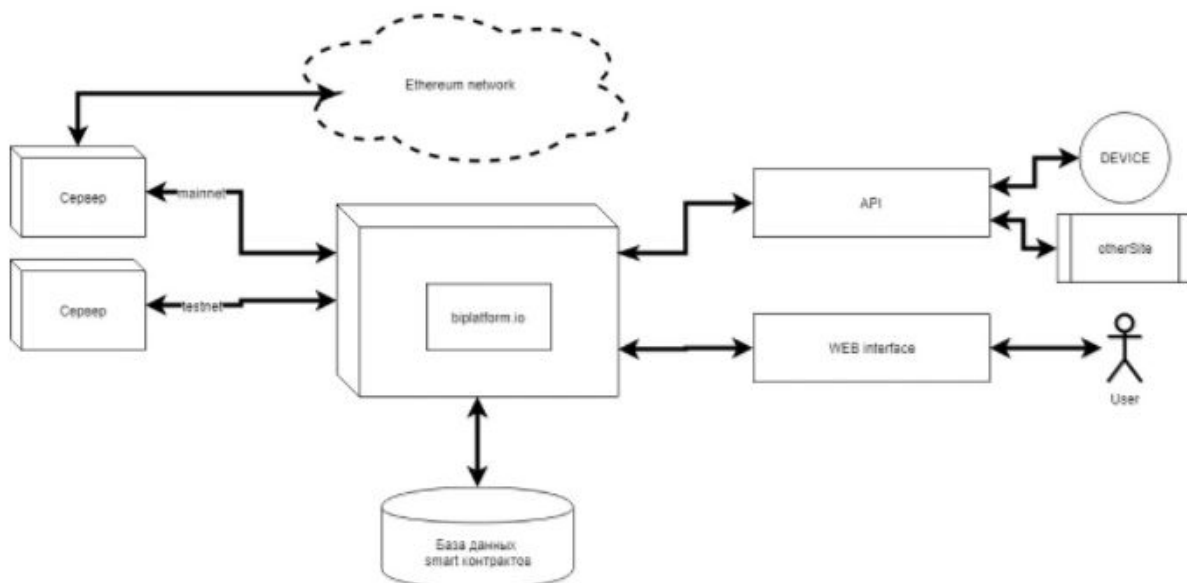 Ethereum network
Сервер
mainnet
API
DEVICE
otherSite
Сервер
testnet
biplatform.io
WEB interface
User
База данных
smart контрактов